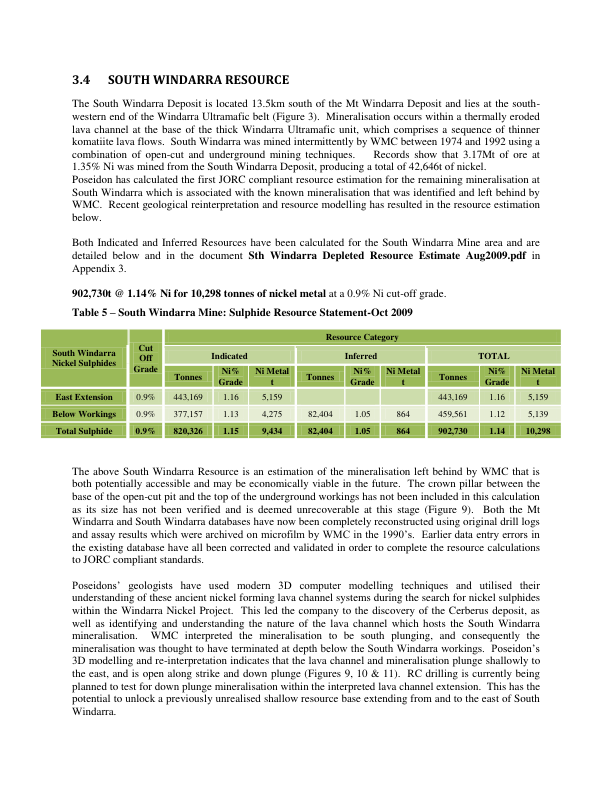 3.4 SOUTH WINDARRA RESOURCE
The South Windarra Deposit is located 13.5km south of the Mt Windarra Deposit and lies at the south-
western end of the Windarra Ultramafic belt (Figure 3). Mineralisation occurs within a thermally eroded
lava channel at the base of the thick Windarra Ultramafic unit, which comprises a sequence of thinner
komatiite lava flows. South Windarra was mined intermittently by WMC between 1974 and 1992 using a
combination of open-cut and underground mining techniques. Records show that 3.17Mt of ore at
1.35% Ni was mined from the South Windarra Deposit, producing a total of 42,646t of nickel.
Poseidon has calculated the first JORC compliant resource estimation for the remaining mineralisation at
South Windarra which is associated with the known mineralisation that was identified and left behind by
WMC. Recent geological reinterpretation and resource modelling has resulted in the resource estimation
below.
Both Indicated and Inferred Resources have been calculated for the South Windarra Mine area and are
detailed below and in the document Sth Windarra Depleted Resource Estimate Aug2009.pdf in
Appendix 3.
902,730t @ 1.14% Ni for 10,298 tonnes of nickel metal at a 0.9% Ni cut-off grade.
Table 5 – South Windarra Mine: Sulphide Resource Statement-Oct 2009
South Windarra
Nickel Sulphides
Cut
Off
Grade
Resource Category
Indicated Inferred TOTAL
Tonnes Ni% Grade Ni Metal t Tonnes Ni% Grade Ni Metal t Tonnes Ni% Grade Ni Metal t
East Extension 0.9% 443,169 1.16 5,159 443,169 1.16 5,159
Below Workings 0.9% 377,157 1.13 4,275 82,404 1.05 864 459,561 1.12 5,139
Total Sulphide 0.9% 820,326 1.15 9,434 82,404 1.05 864 902,730 1.14 10,298
The above South Windarra Resource is an estimation of the mineralisation left behind by WMC that is
both potentially accessible and may be economically viable in the future. The crown pillar between the
base of the open-cut pit and the top of the underground workings has not been included in this calculation
as its size has not been verified and is deemed unrecoverable at this stage (Figure 9). Both the Mt
Windarra and South Windarra databases have now been completely reconstructed using original drill logs
and assay results which were archived on microfilm by WMC in the 1990's. Earlier data entry errors in
the existing database have all been corrected and validated in order to complete the resource calculations
to JORC compliant standards.
Poseidons' geologists have used modern 3D computer modelling techniques and utilised their
understanding of these ancient nickel forming lava channel systems during the search for nickel sulphides
within the Windarra Nickel Project. This led the company to the discovery of the Cerberus deposit, as
well as identifying and understanding the nature of the lava channel which hosts the South Windarra
mineralisation. WMC interpreted the mineralisation to be south plunging, and consequently the
mineralisation was thought to have terminated at depth below the South Windarra workings. Poseidon's
3D modelling and re-interpretation indicates that the lava channel and mineralisation plunge shallowly to
the east, and is open along strike and down plunge (Figures 9, 10 & 11). RC drilling is currently being
planned to test for down plunge mineralisation within the interpreted lava channel extension. This has the
potential to unlock a previously unrealised shallow resource base extending from and to the east of South
Windarra.